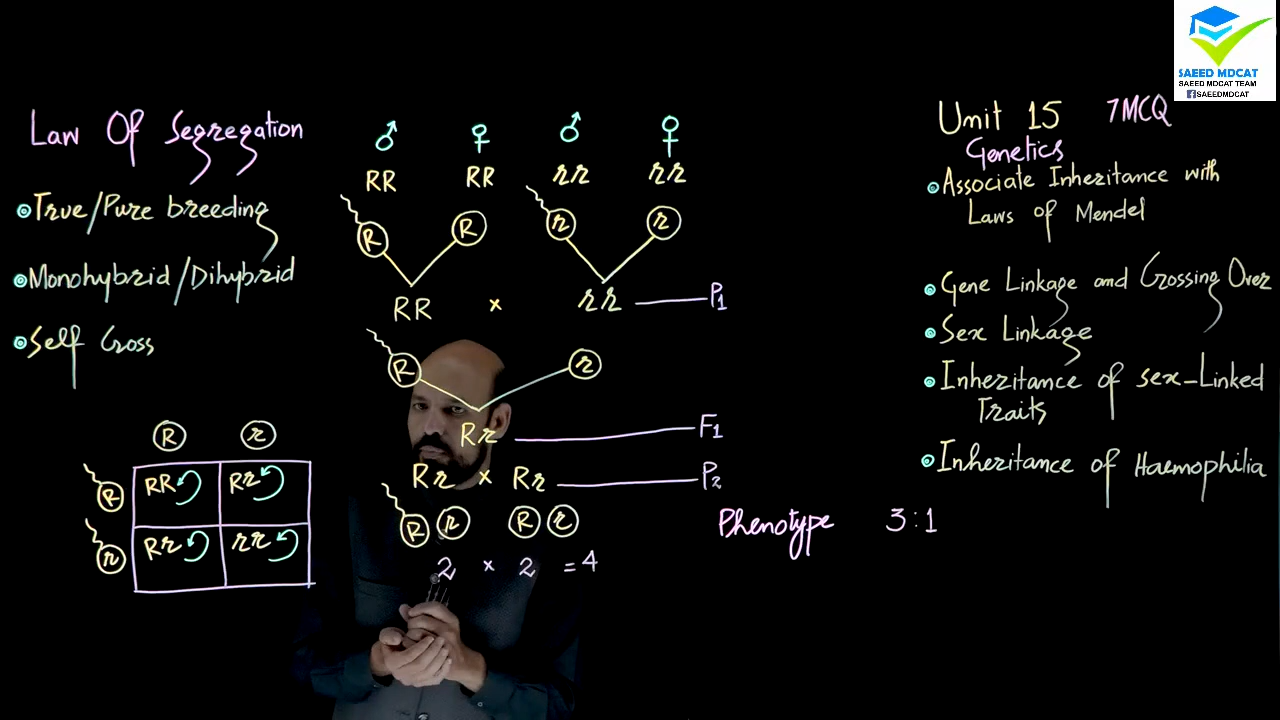 SAEED MDCAT
SAEED MDCAT TEAM
SAEEDMDCAT
Law Of Segregation
True/Pure breeding
Monohybrid/Dihybrid
Self Cross
♂ ♀ ♂ ♀
RR RR rr rr
R R r r
RR × rr P1
R r
Rr F1
Rr × Rr P2
R r R r
2 × 2 = 4
R r
R RR Rr
r Rr rr
Phenotype 3:1
Unit 15 7MCQ
Genetics
Associate Inheritance with
Laws of Mendel
Gene Linkage and Crossing Over
Sex Linkage
Inheritance of sex-Linked
Traits
Inheritance of Haemophilia